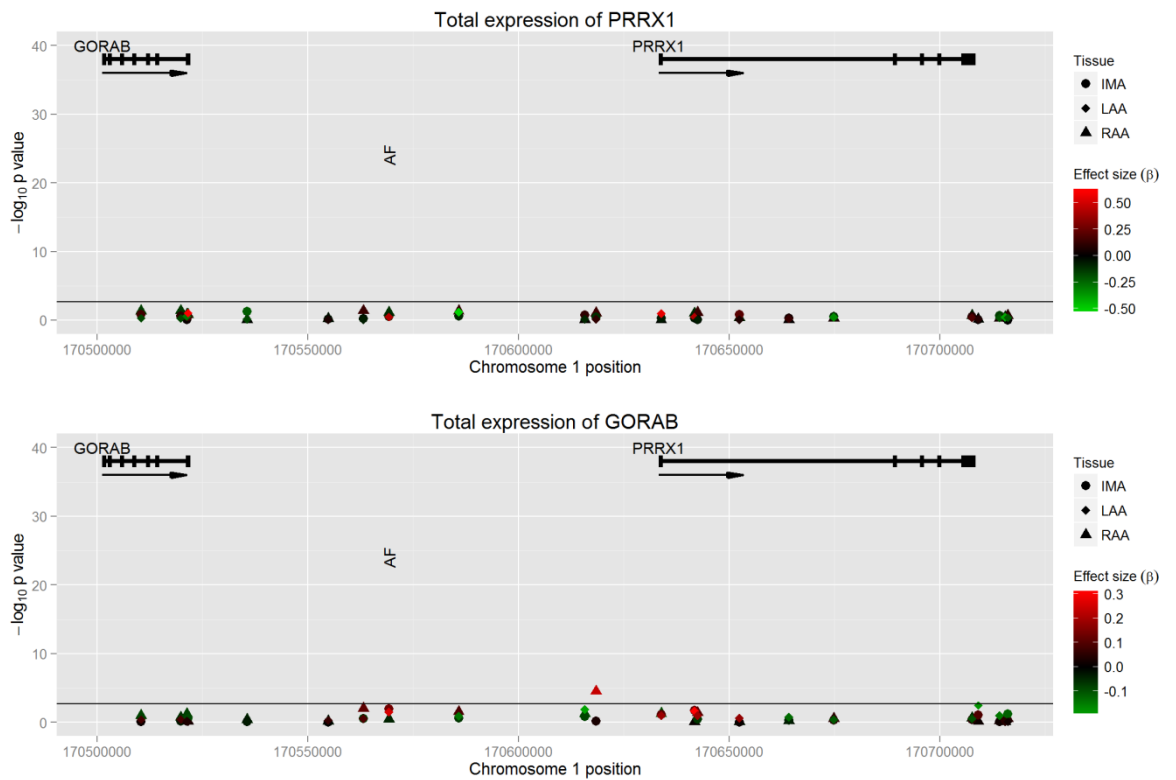 Total expression of PRRX1
GORAB
PRRX1
AF
40
30
20
10
0
−log10 p value
170500000
170550000
170600000
170650000
170700000
Chromosome 1 position
Tissue
IMA
LAA
RAA
Effect size (β)
0.50
0.25
0.00
-0.25
-0.50
Total expression of GORAB
GORAB
PRRX1
AF
40
30
20
10
0
−log10 p value
170500000
170550000
170600000
170650000
170700000
Chromosome 1 position
Tissue
IMA
LAA
RAA
Effect size (β)
0.3
0.2
0.1
0.0
-0.1